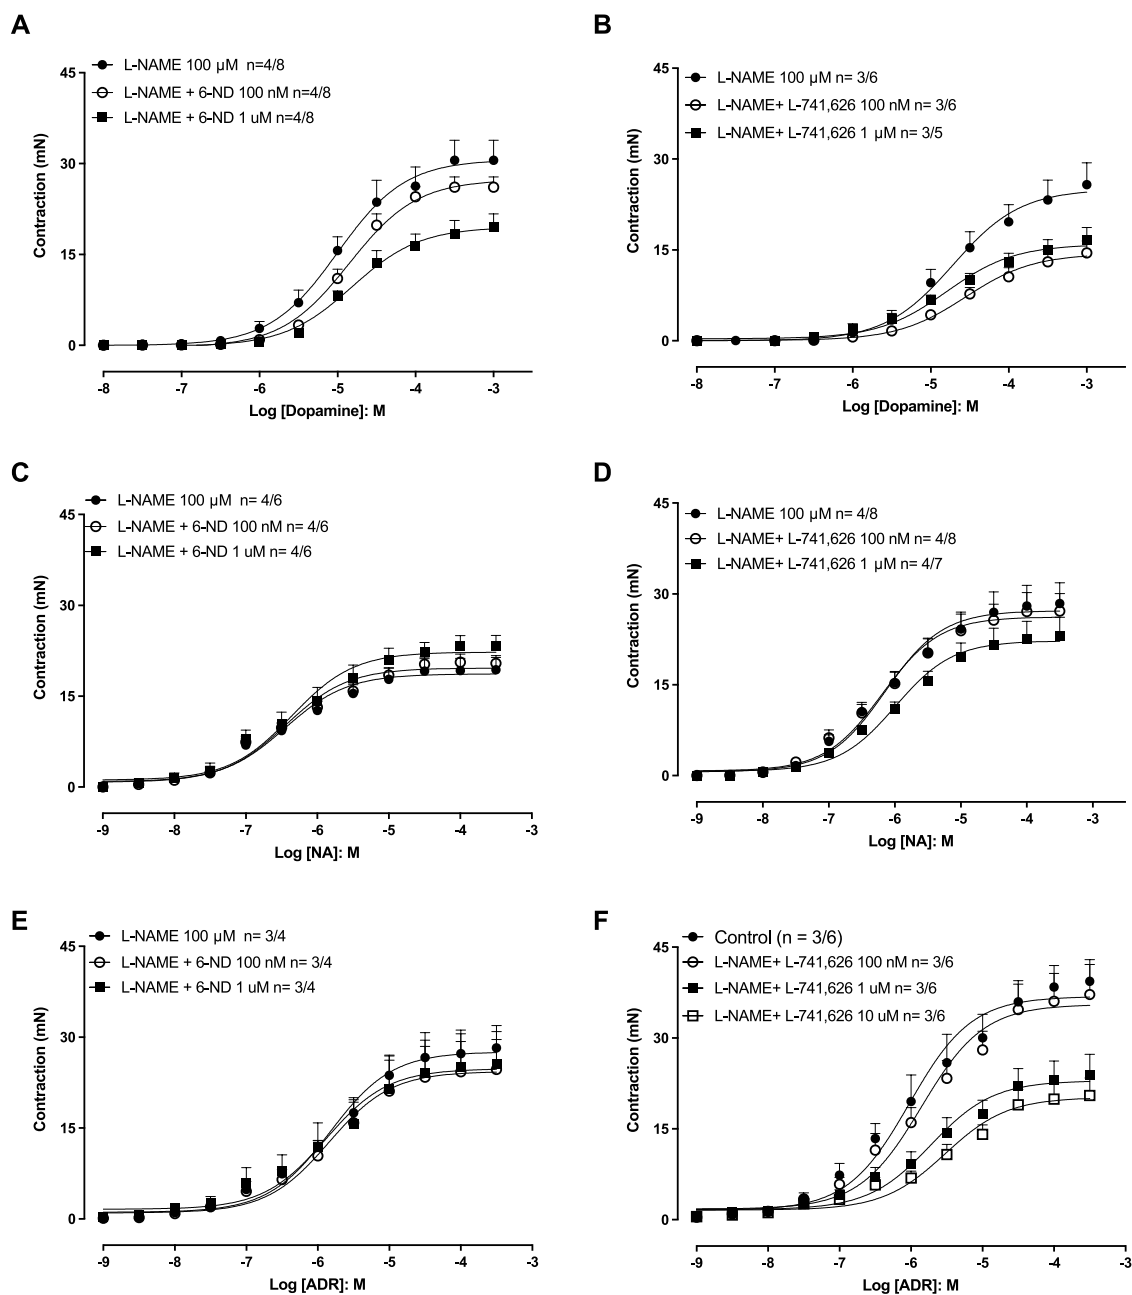 A
L-NAME 100 µM n=4/8
L-NAME + 6-ND 100 nM n=4/8
L-NAME + 6-ND 1 uM n=4/8
Contraction (mN)
45
30
15
0
-8 -7 -6 -5 -4 -3
Log [Dopamine]: M
B
L-NAME 100 µM n= 3/6
L-NAME+ L-741,626 100 nM n= 3/6
L-NAME+ L-741,626 1 µM n= 3/5
Contraction (mN)
45
30
15
0
-8 -7 -6 -5 -4 -3
Log [Dopamine]: M
C
L-NAME 100 µM n= 4/6
L-NAME + 6-ND 100 nM n= 4/6
L-NAME + 6-ND 1 uM n= 4/6
Contraction (mN)
45
30
15
0
-9 -8 -7 -6 -5 -4 -3
Log [NA]: M
D
L-NAME 100 µM n= 4/8
L-NAME+ L-741,626 100 nM n= 4/8
L-NAME+ L-741,626 1 µM n= 4/7
Contraction (mN)
45
30
15
0
-9 -8 -7 -6 -5 -4 -3
Log [NA]: M
E
L-NAME 100 µM n= 3/4
L-NAME + 6-ND 100 nM n= 3/4
L-NAME + 6-ND 1 uM n= 3/4
Contraction (mN)
45
30
15
0
-9 -8 -7 -6 -5 -4 -3
Log [ADR]: M
F
Control (n = 3/6)
L-NAME+ L-741,626 100 nM n= 3/6
L-NAME+ L-741,626 1 uM n= 3/6
L-NAME+ L-741,626 10 uM n= 3/6
Contraction (mN)
45
30
15
0
-9 -8 -7 -6 -5 -4 -3
Log [ADR]: M